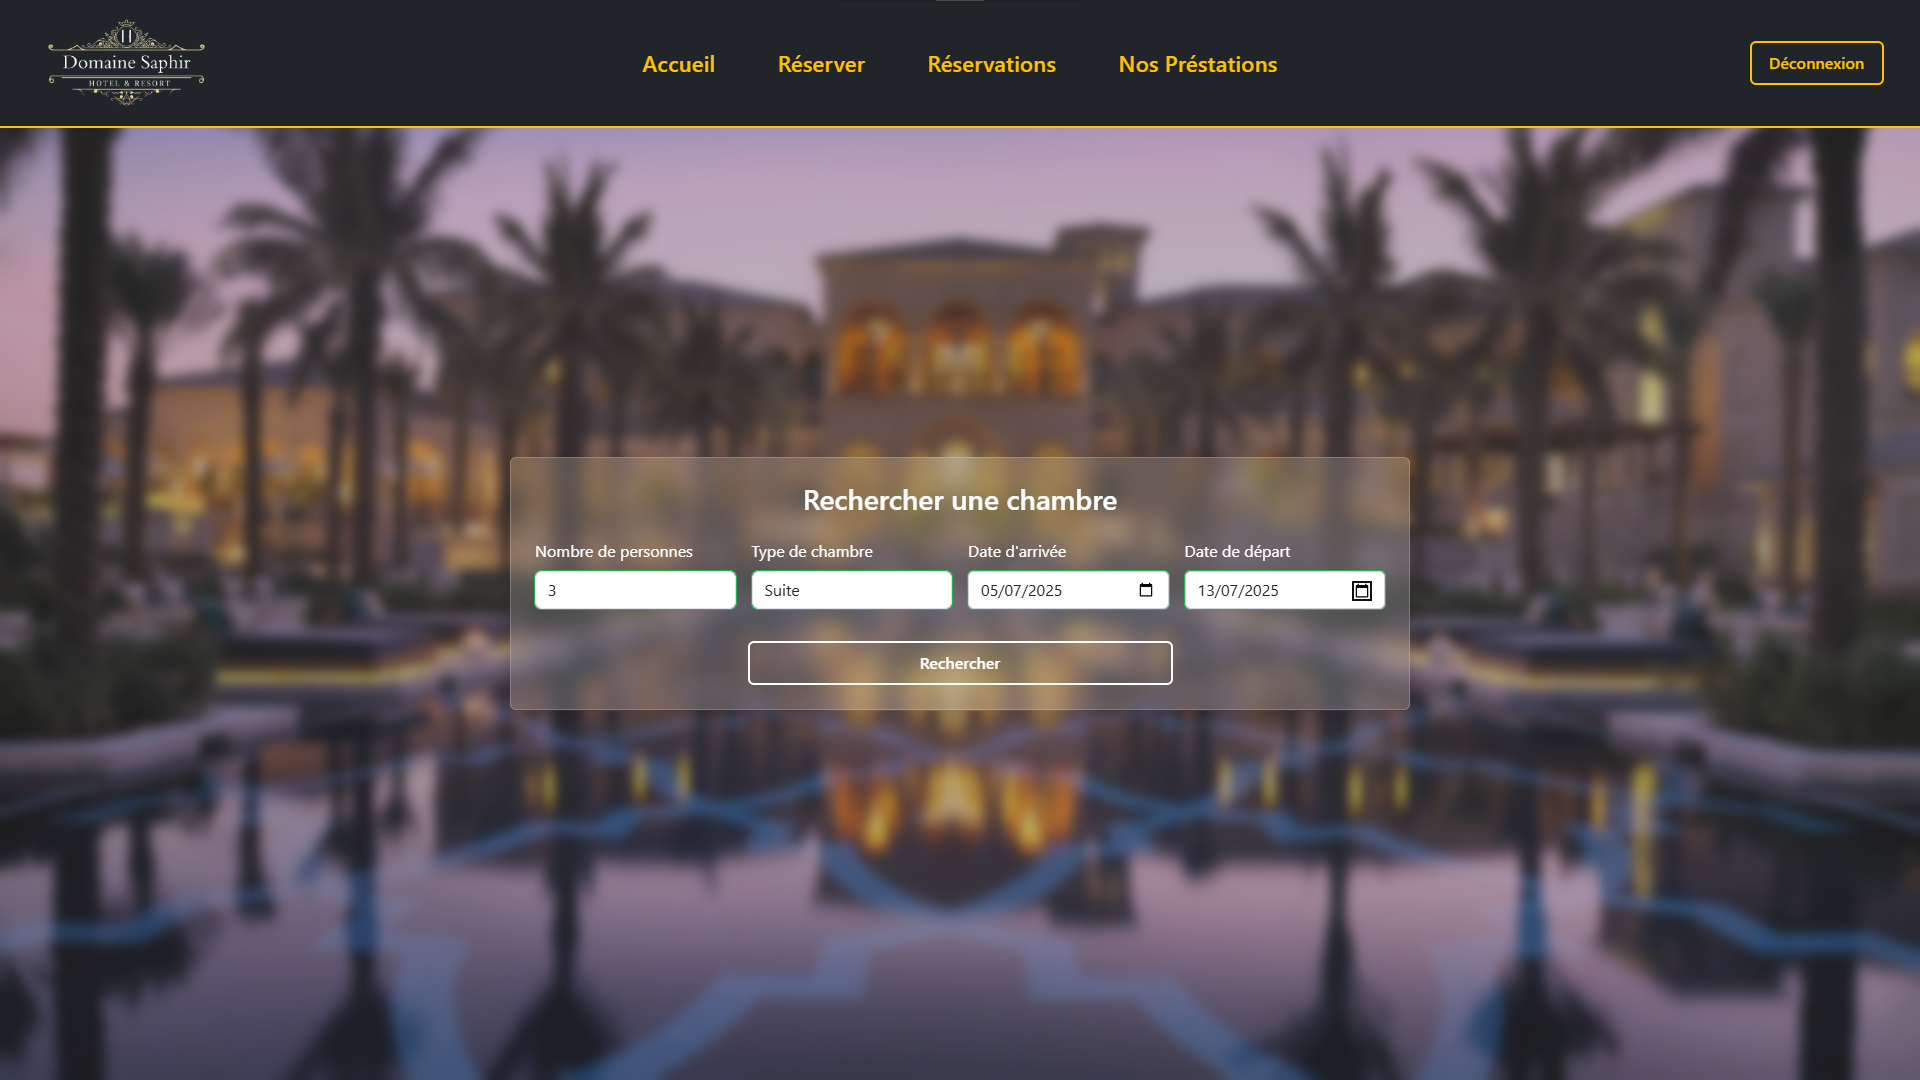 Domaine Saphir
HOTEL & RESORT
Accueil
Réserver
Réservations
Nos Préstations
Déconnexion
Rechercher une chambre
Nombre de personnes
Type de chambre
Date d'arrivée
Date de départ
3
Suite
05/07/2025
13/07/2025
Rechercher